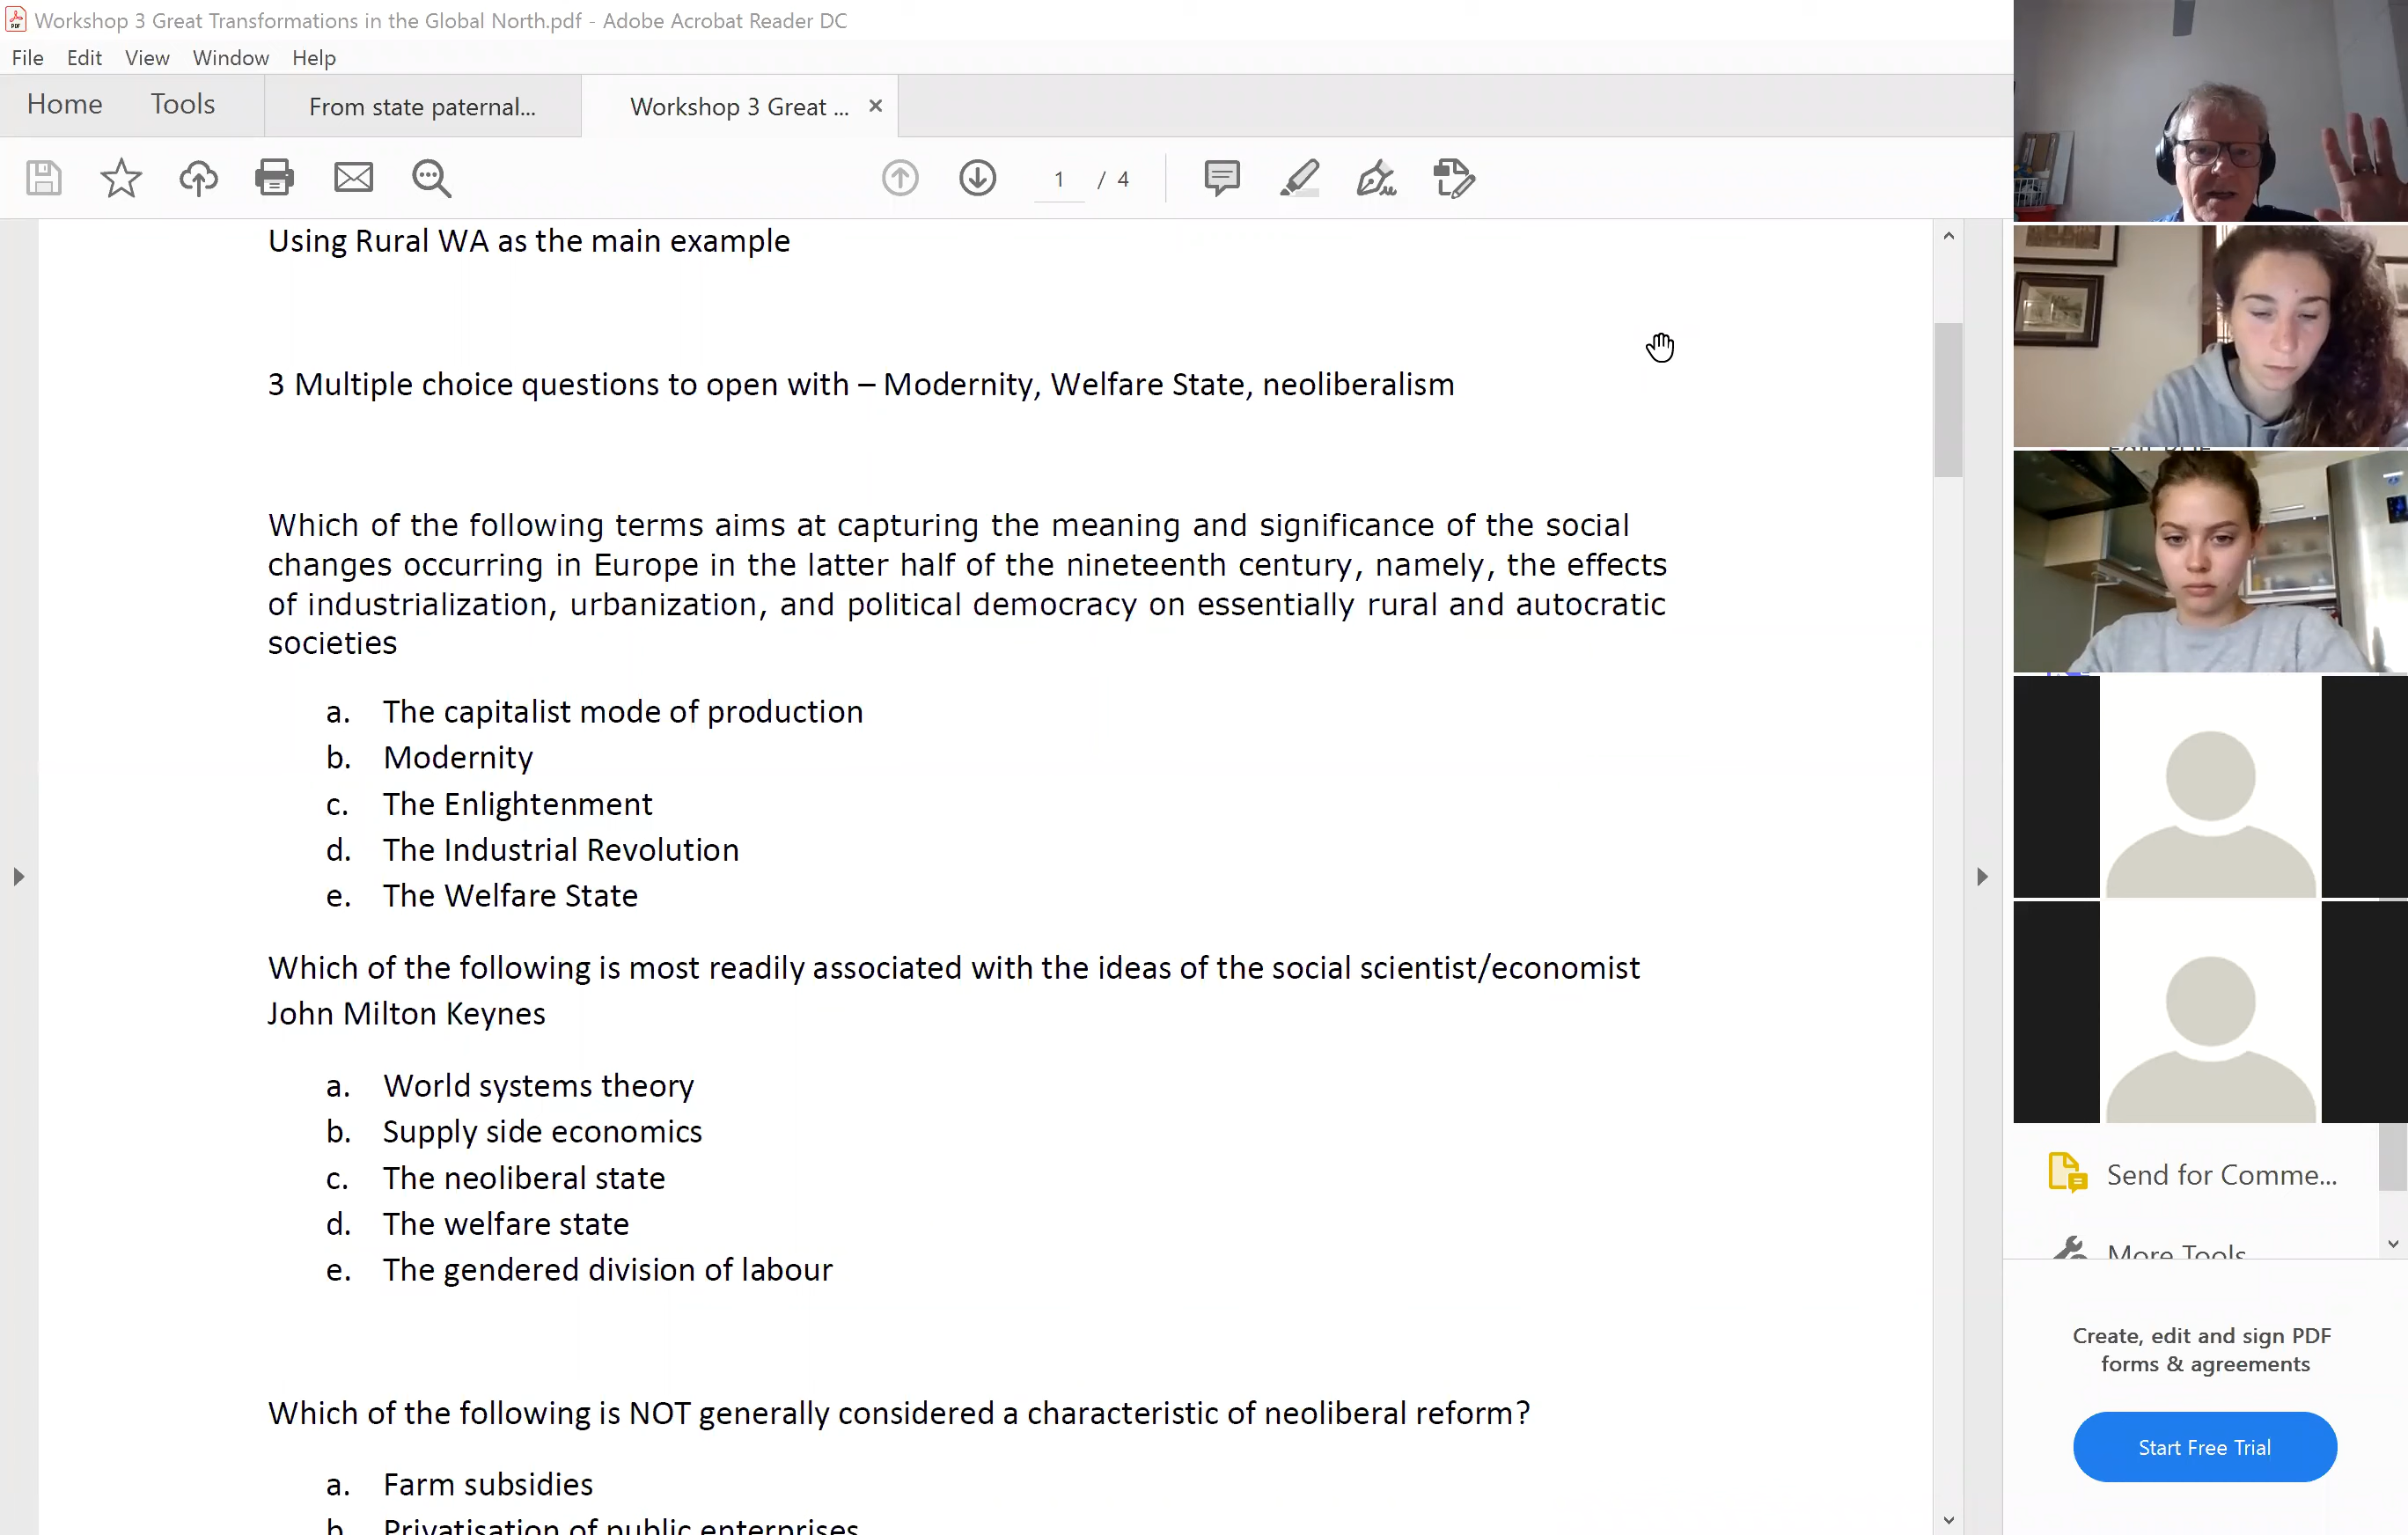 Workshop 3 Great Transformations in the Global North.pdf - Adobe Acrobat Reader DC
File Edit View Window Help
Home Tools From state paternal... Workshop 3 Great ... ×
1 / 4
Using Rural WA as the main example
3 Multiple choice questions to open with – Modernity, Welfare State, neoliberalism
Which of the following terms aims at capturing the meaning and significance of the social
changes occurring in Europe in the latter half of the nineteenth century, namely, the effects
of industrialization, urbanization, and political democracy on essentially rural and autocratic
societies
a. The capitalist mode of production
b. Modernity
c. The Enlightenment
d. The Industrial Revolution
e. The Welfare State
Which of the following is most readily associated with the ideas of the social scientist/economist
John Milton Keynes
a. World systems theory
b. Supply side economics
c. The neoliberal state
d. The welfare state
e. The gendered division of labour
Which of the following is NOT generally considered a characteristic of neoliberal reform?
a. Farm subsidies
b. Privatisation of public enterprises
Send for Comme...
More Tools
Create, edit and sign PDF
forms & agreements
Start Free Trial